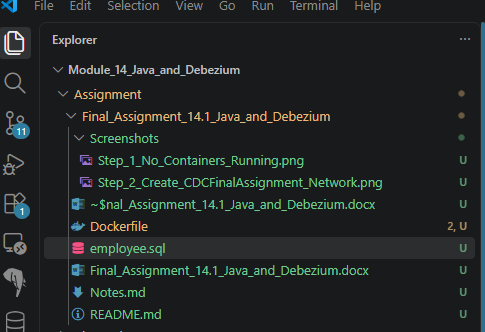 File Edit Selection View Go Run Terminal Help
Explorer
Module_14_Java_and_Debezium
Assignment
Final_Assignment_14.1_Java_and_Debezium
Screenshots
Step_1_No_Containers_Running.png U
Step_2_Create_CDCFinalAssignment_Network.png U
~$nal_Assignment_14.1_Java_and_Debezium.docx U
Dockerfile 2, U
employee.sql U
Final_Assignment_14.1_Java_and_Debezium.docx U
Notes.md U
README.md U
11
1